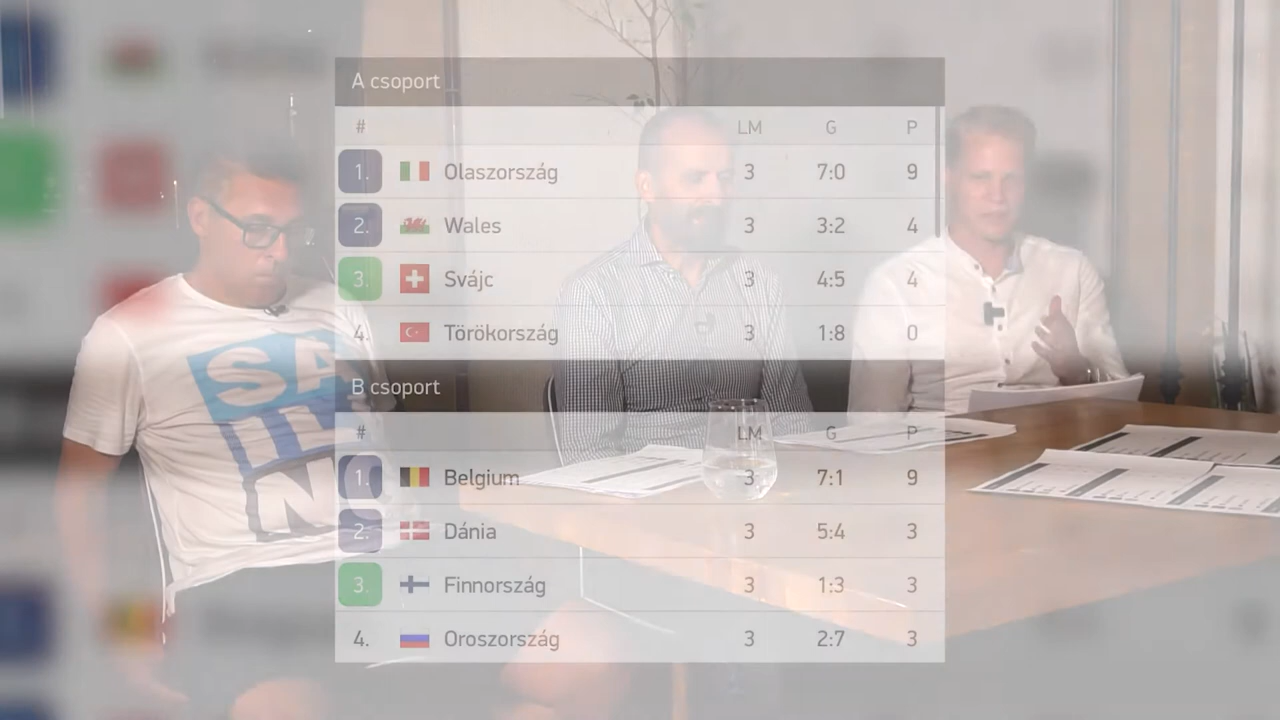 A csoport
# LM G P
1. Olaszország 3 7:0 9
2. Wales 3 3:2 4
3. Svájc 3 4:5 4
4. Törökország 3 1:8 0
B csoport
# LM G P
1. Belgium 3 7:1 9
2. Dánia 3 5:4 3
3. Finnország 3 1:3 3
4. Oroszország 3 2:7 3
SA
IL
N